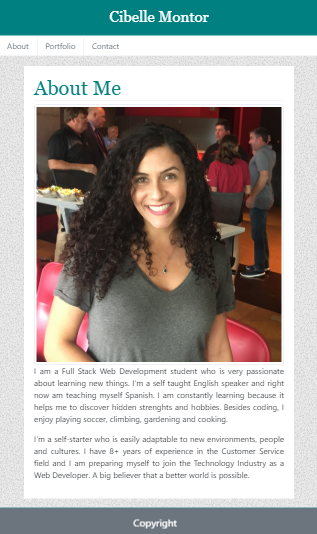 Cibelle Montor
About
Portfolio
Contact
About Me
I am a Full Stack Web Development student who is very passionate
about learning new things. I'm a self taught English speaker and right
now am teaching myself Spanish. I am constantly learning because it
helps me to discover hidden strenghts and hobbies. Besides coding, I
enjoy playing soccer, climbing, gardening and cooking.
I'm a self-starter who is easily adaptable to new environments, people
and cultures. I have 8+ years of experience in the Customer Service
field and I am preparing myself to join the Technology Industry as a
Web Developer. A big believer that a better world is possible.
Copyright